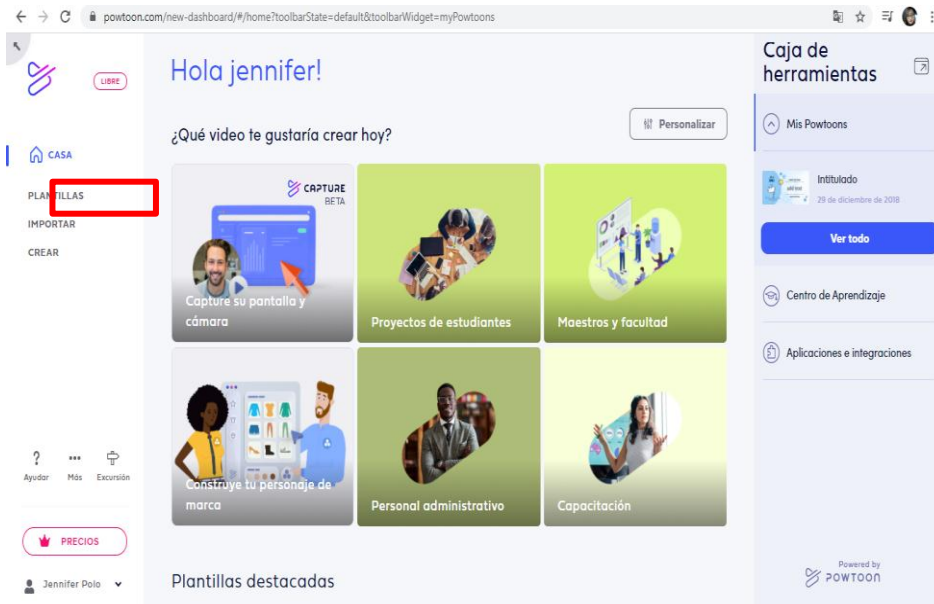 powtoon.com/new-dashboard/#/home?toolbarState=default&toolbarWidget=myPowtoons
LIBRE
CASA
PLANTILLAS
IMPORTAR
CREAR
?
Ayudar
Más
Excursión
PRECIOS
Jennifer Polo
Hola jennifer!
¿Qué video te gustaría crear hoy?
Personalizar
CAPTURE
BETA
Capture su pantalla y
cámara
Proyectos de estudiantes
Maestros y facultad
Construye tu personaje de
marca
Personal administrativo
Capacitación
Plantillas destacadas
Caja de
herramientas
Mis Powtoons
Intitulado
29 de diciembre de 2018
Ver todo
Centro de Aprendizaje
Aplicaciones e integraciones
Powered by
POWTOON